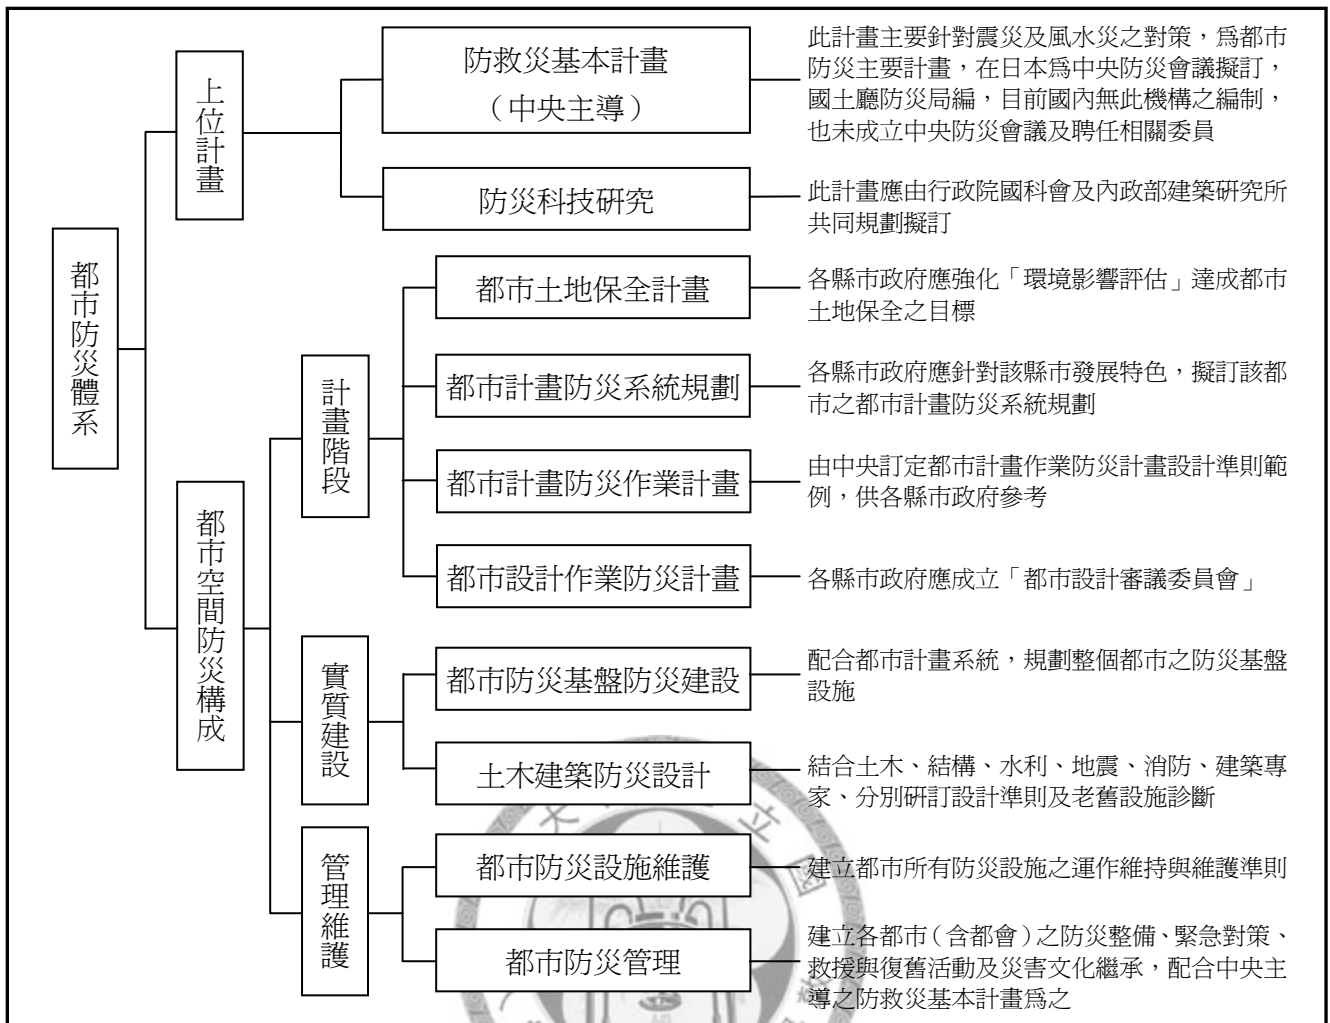 都市防災體系
上位計畫
防救災基本計畫
（中央主導）
此計畫主要針對震災及風水災之對策，為都市
防災主要計畫，在日本為中央防災會議擬訂，
國土廳防災局編，目前國內無此機構之編制，
也未成立中央防災會議及聘任相關委員
防災科技研究
此計畫應由行政院國科會及內政部建築研究所
共同規劃擬訂
都市空間防災構成
計畫階段
都市土地保全計畫
各縣市政府應強化「環境影響評估」達成都市
土地保全之目標
都市計畫防災系統規劃
各縣市政府應針對該縣市發展特色，擬訂該都
市之都市計畫防災系統規劃
都市計畫防災作業計畫
由中央訂定都市計畫作業防災計畫設計準則範
例，供各縣市政府參考
都市設計作業防災計畫
各縣市政府應成立「都市設計審議委員會」
實質建設
都市防災基盤防災建設
配合都市計畫系統，規劃整個都市之防災基盤
設施
土木建築防災設計
結合土木、結構、水利、地震、消防、建築專
家、分別研訂設計準則及老舊設施診斷
管理維護
都市防災設施維護
建立都市所有防災設施之運作維持與維護準則
都市防災管理
建立各都市（含都會）之防災整備、緊急對策、
救援與復舊活動及災害文化繼承，配合中央主
導之防救災基本計畫為之